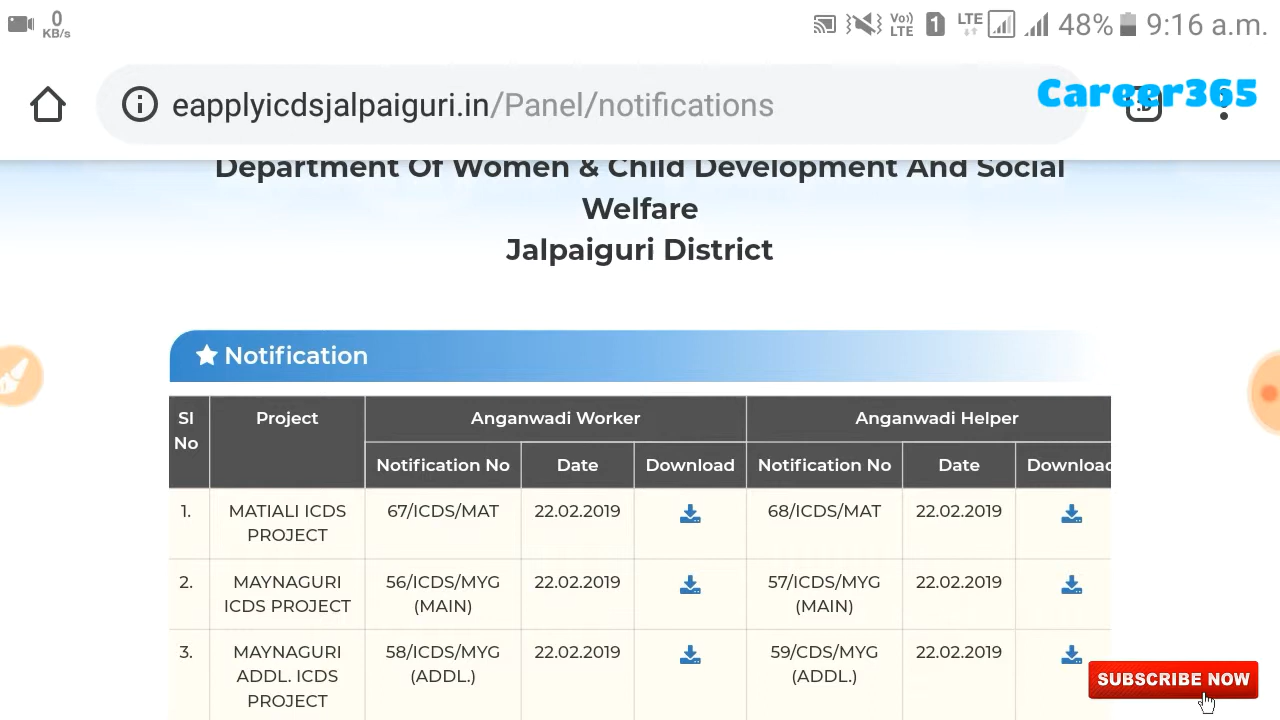 0
KB/s
Vo))
LTE
1
LTE
48%
9:16 a.m.
eapplyicdsjalpaiguri.in/Panel/notifications
Career365
:D
Department Of Women & Child Development And Social
Welfare
Jalpaiguri District
Notification
Sl
No
Project
Anganwadi Worker
Anganwadi Helper
Notification No
Date
Download
Notification No
Date
Download
1.
MATIALI ICDS
PROJECT
67/ICDS/MAT
22.02.2019
68/ICDS/MAT
22.02.2019
2.
MAYNAGURI
ICDS PROJECT
56/ICDS/MYG
(MAIN)
22.02.2019
57/ICDS/MYG
(MAIN)
22.02.2019
3.
MAYNAGURI
ADDL. ICDS
PROJECT
58/ICDS/MYG
(ADDL.)
22.02.2019
59/CDS/MYG
(ADDL.)
22.02.2019
SUBSCRIBE NOW